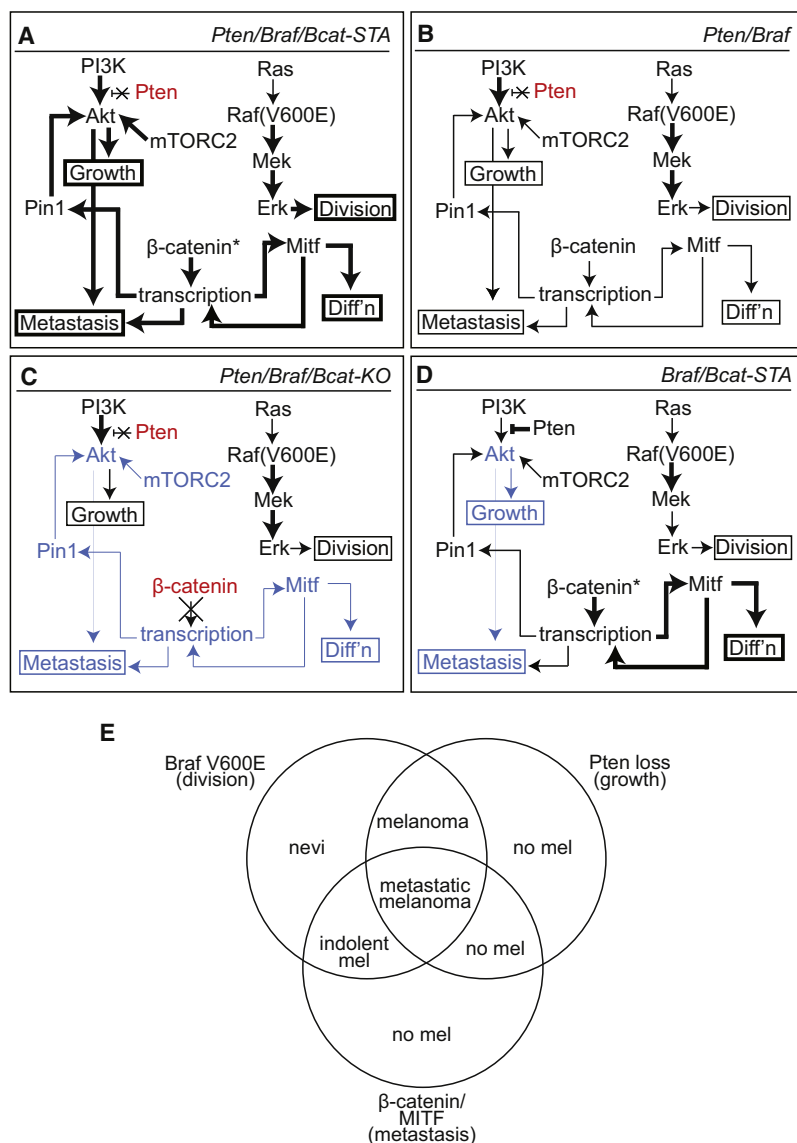 A
Pten/Braf/Bcat-STA
PI3K
Pten
Akt
mTORC2
Growth
Pin1
Ras
Raf(V600E)
Mek
Erk
Division
β-catenin*
Mitf
transcription
Metastasis
Diff'n
B
Pten/Braf
PI3K
Pten
Akt
mTORC2
Growth
Pin1
Ras
Raf(V600E)
Mek
Erk
Division
β-catenin
Mitf
transcription
Metastasis
Diff'n
C
Pten/Braf/Bcat-KO
PI3K
Pten
Akt
mTORC2
Growth
Pin1
Ras
Raf(V600E)
Mek
Erk
Division
β-catenin
Mitf
transcription
Metastasis
Diff'n
D
Braf/Bcat-STA
PI3K
Pten
Akt
mTORC2
Growth
Pin1
Ras
Raf(V600E)
Mek
Erk
Division
β-catenin*
Mitf
transcription
Metastasis
Diff'n
E
Braf V600E
(division)
Pten loss
(growth)
melanoma
nevi
no mel
metastatic
melanoma
indolent
mel
no mel
no mel
β-catenin/
MITF
(metastasis)